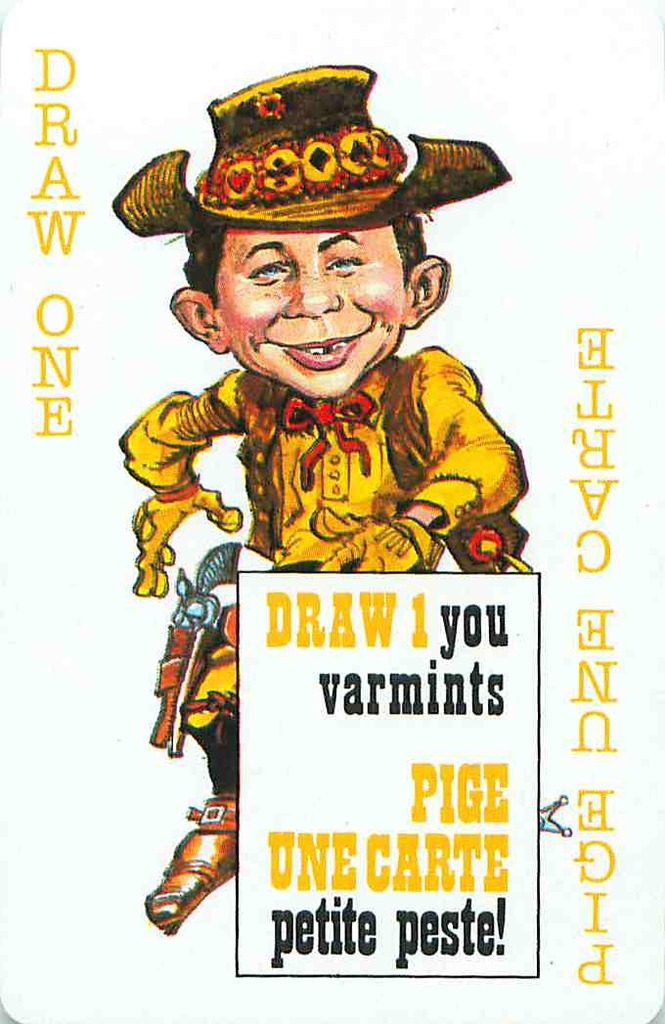 DRAW ONE
DRAW 1 you
varmints
PIGE
UNE CARTE
petite peste!
PIGE UNE CARTE